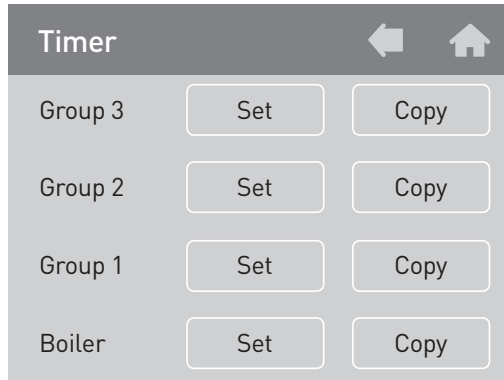 Timer
Group 3 Set Copy
Group 2 Set Copy
Group 1 Set Copy
Boiler Set Copy